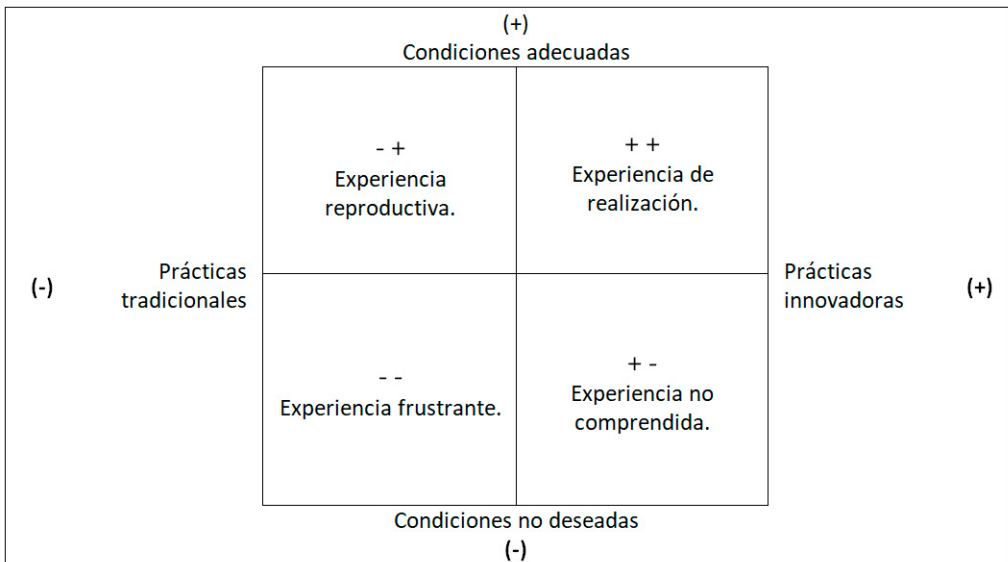 (+)
Condiciones adecuadas
- +
Experiencia
reproductiva.
+ +
Experiencia de
realización.
(-)
Prácticas
tradicionales
Prácticas
innovadoras
(+)
- -
Experiencia frustrante.
+ -
Experiencia no
comprendida.
Condiciones no deseadas
(-)